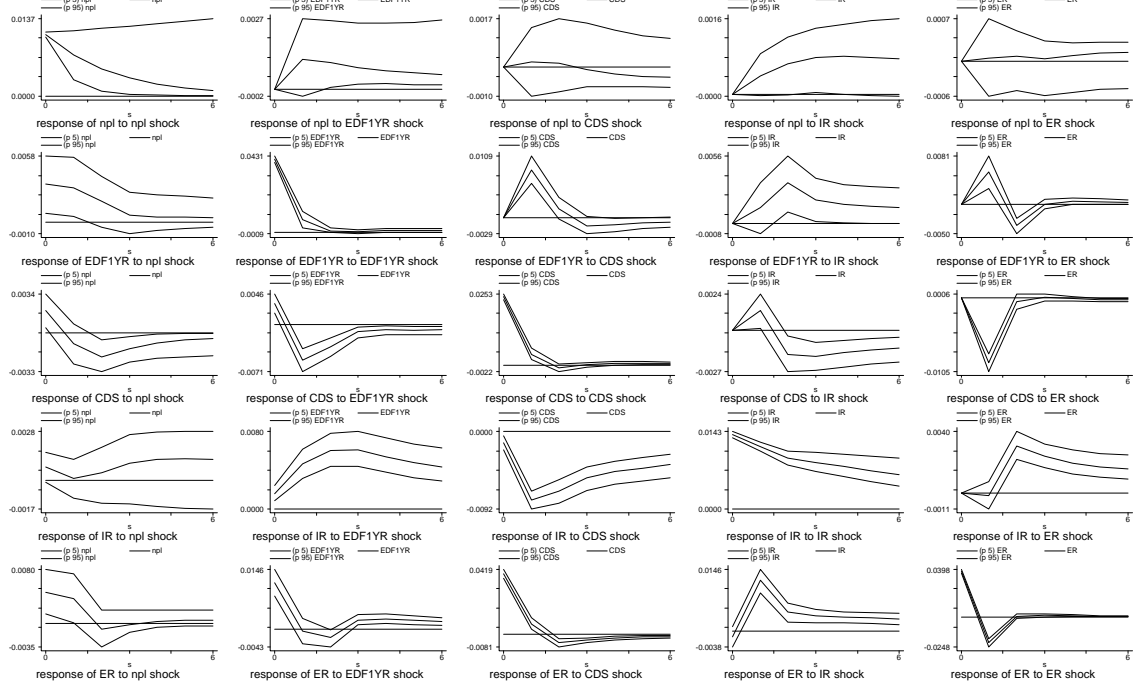 (p 5) npl npl
(p 95) npl
0.0137
0.0000
0 6
s
response of npl to npl shock
(p 5) EDF1YR EDF1YR
(p 95) EDF1YR
0.0027
-0.0002
0 6
s
response of npl to EDF1YR shock
(p 5) CDS CDS
(p 95) CDS
0.0017
-0.0010
0 6
s
response of npl to CDS shock
(p 5) IR IR
(p 95) IR
0.0016
-0.0000
0 6
s
response of npl to IR shock
(p 5) ER ER
(p 95) ER
0.0007
-0.0006
0 6
s
response of npl to ER shock
(p 5) npl npl
(p 95) npl
0.0058
-0.0010
0 6
s
response of EDF1YR to npl shock
(p 5) EDF1YR EDF1YR
(p 95) EDF1YR
0.0431
-0.0009
0 6
s
response of EDF1YR to EDF1YR shock
(p 5) CDS CDS
(p 95) CDS
0.0109
-0.0029
0 6
s
response of EDF1YR to CDS shock
(p 5) IR IR
(p 95) IR
0.0056
-0.0008
0 6
s
response of EDF1YR to IR shock
(p 5) ER ER
(p 95) ER
0.0081
-0.0050
0 6
s
response of EDF1YR to ER shock
(p 5) npl npl
(p 95) npl
0.0034
-0.0033
0 6
s
response of CDS to npl shock
(p 5) EDF1YR EDF1YR
(p 95) EDF1YR
0.0046
-0.0071
0 6
s
response of CDS to EDF1YR shock
(p 5) CDS CDS
(p 95) CDS
0.0253
-0.0022
0 6
s
response of CDS to CDS shock
(p 5) IR IR
(p 95) IR
0.0024
-0.0027
0 6
s
response of CDS to IR shock
(p 5) ER ER
(p 95) ER
0.0006
-0.0105
0 6
s
response of CDS to ER shock
(p 5) npl npl
(p 95) npl
0.0028
-0.0017
0 6
s
response of IR to npl shock
(p 5) EDF1YR EDF1YR
(p 95) EDF1YR
0.0080
0.0000
0 6
s
response of IR to EDF1YR shock
(p 5) CDS CDS
(p 95) CDS
0.0000
-0.0092
0 6
s
response of IR to CDS shock
(p 5) IR IR
(p 95) IR
0.0143
0.0000
0 6
s
response of IR to IR shock
(p 5) ER ER
(p 95) ER
0.0040
-0.0011
0 6
s
response of IR to ER shock
(p 5) npl npl
(p 95) npl
0.0080
-0.0035
0 6
s
response of ER to npl shock
(p 5) EDF1YR EDF1YR
(p 95) EDF1YR
0.0146
-0.0043
0 6
s
response of ER to EDF1YR shock
(p 5) CDS CDS
(p 95) CDS
0.0419
-0.0081
0 6
s
response of ER to CDS shock
(p 5) IR IR
(p 95) IR
0.0146
-0.0038
0 6
s
response of ER to IR shock
(p 5) ER ER
(p 95) ER
0.0398
-0.0248
0 6
s
response of ER to ER shock